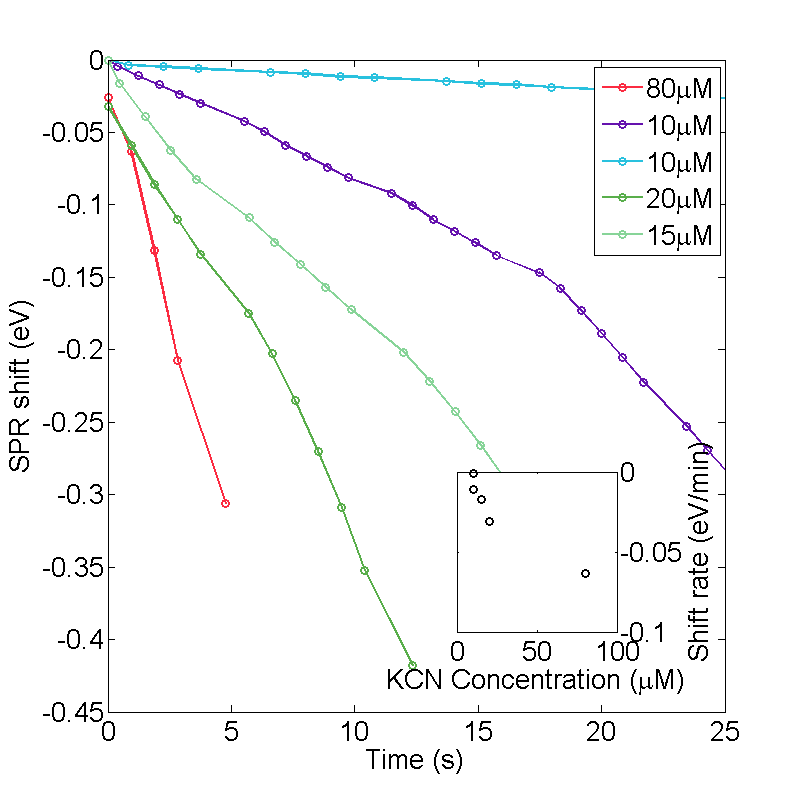 0
-0.05
-0.1
-0.15
-0.2
-0.25
-0.3
-0.35
-0.4
-0.45
SPR shift (eV)
0 5 10 15 20 25
Time (s)
80μM
10μM
10μM
20μM
15μM
0
-0.05
-0.1
Shift rate (eV/min)
0 50 100
KCN Concentration (μM)